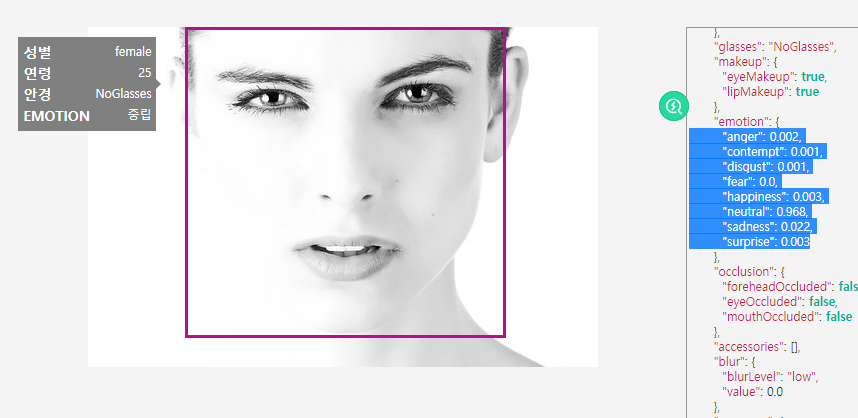 성별 female
연령 25
안경 NoGlasses
EMOTION 중립
},
"glasses": "NoGlasses",
"makeup": {
"eyeMakeup": true,
"lipMakeup": true
},
"emotion": {
"anger": 0.002,
"contempt": 0.001,
"disgust": 0.001,
"fear": 0.0,
"happiness": 0.003,
"neutral": 0.968,
"sadness": 0.022,
"surprise": 0.003
},
"occlusion": {
"foreheadOccluded": fals
"eyeOccluded": false,
"mouthOccluded": false
},
"accessories": [],
"blur": {
"blurLevel": "low",
"value": 0.0
},